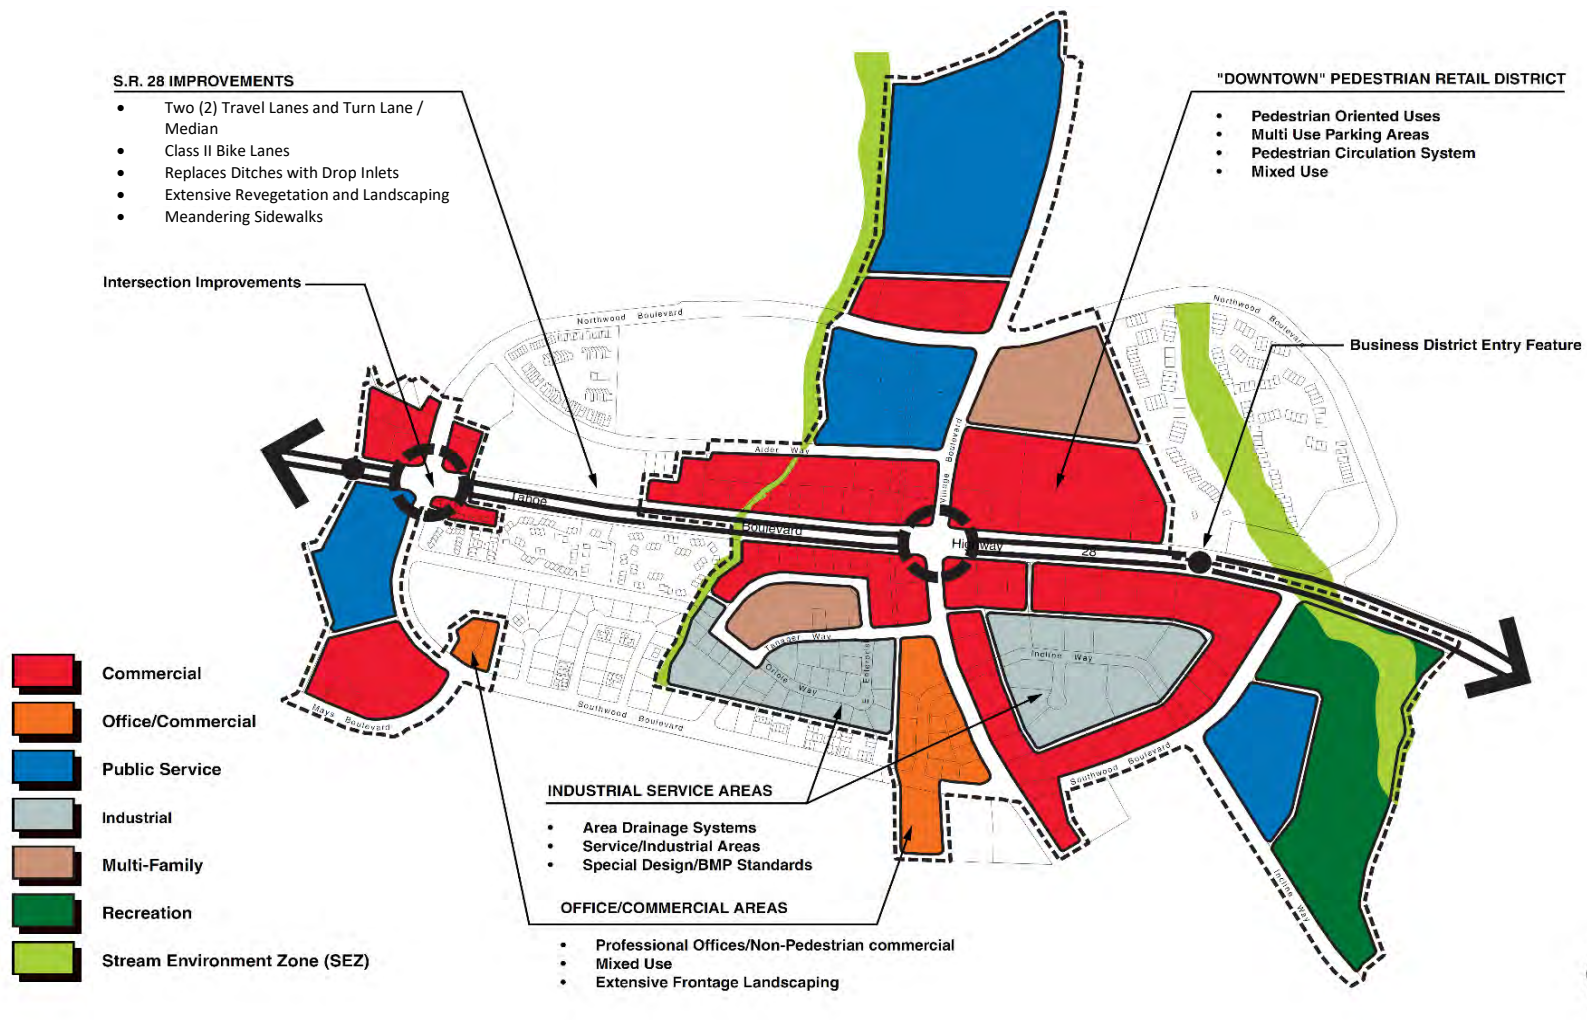 S.R. 28 IMPROVEMENTS
• Two (2) Travel Lanes and Turn Lane /
Median
• Class II Bike Lanes
• Replaces Ditches with Drop Inlets
• Extensive Revegetation and Landscaping
• Meandering Sidewalks
"DOWNTOWN" PEDESTRIAN RETAIL DISTRICT
• Pedestrian Oriented Uses
• Multi Use Parking Areas
• Pedestrian Circulation System
• Mixed Use
Intersection Improvements
Northwood Boulevard
Northwood Boulevard
Business District Entry Feature
Alder Way
Village Boulevard
Tahoe
Boulevard
Highway
28
Tanager Way
Oriole Way
Enterprise
Incline Way
Mays Boulevard
Southwood Boulevard
Southwood Boulevard
Incline Way
Commercial
Office/Commercial
Public Service
Industrial
Multi-Family
Recreation
Stream Environment Zone (SEZ)
INDUSTRIAL SERVICE AREAS
• Area Drainage Systems
• Service/Industrial Areas
• Special Design/BMP Standards
OFFICE/COMMERCIAL AREAS
• Professional Offices/Non-Pedestrian commercial
• Mixed Use
• Extensive Frontage Landscaping